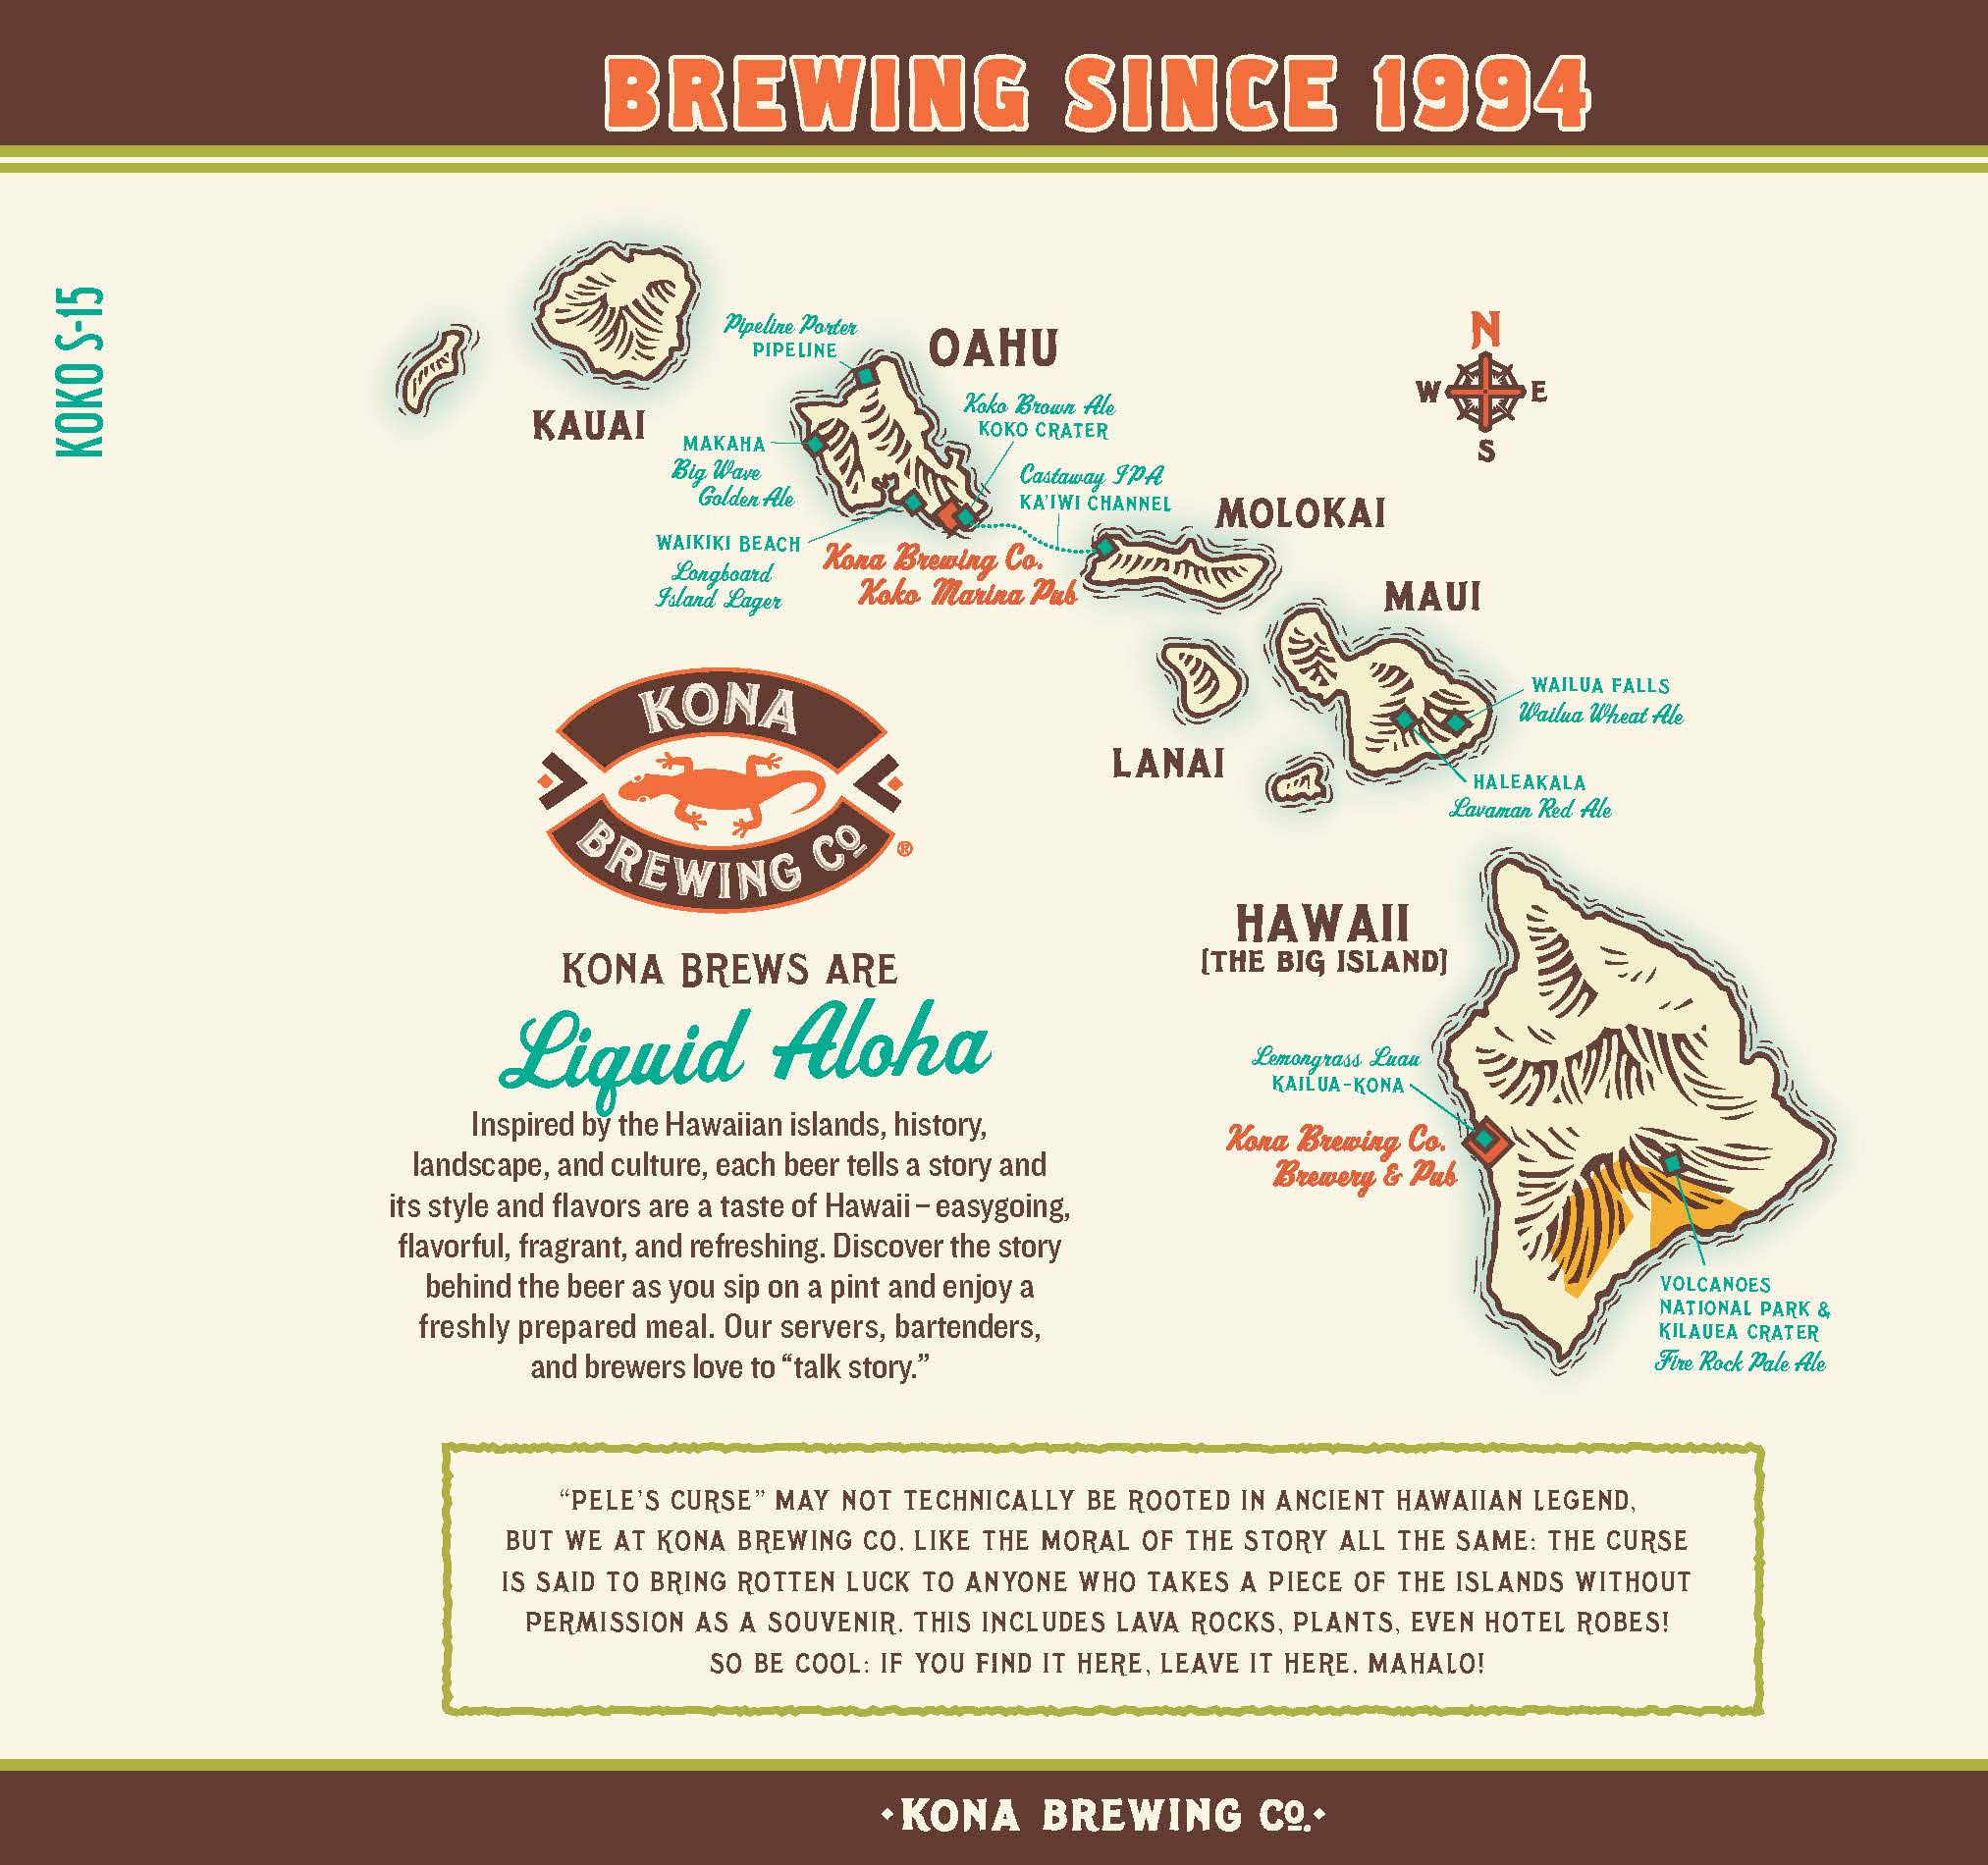 BREWING SINCE 1994
KOKO S-15
KAUAI
Pipeline Porter
PIPELINE
OAHU
Koko Brown Ale
KOKO CRATER
MAKAHA
Big Wave
Golden Ale
Castaway IPA
KA'IWI CHANNEL
WAIKIKI BEACH
Longboard
Island Lager
Kona Brewing Co.
Koko Marina Pub
N
W
E
S
MOLOKAI
MAUI
WAILUA FALLS
Wailua Wheat Ale
LANAI
HALEAKALA
Lavaman Red Ale
KONA
BREWING Co
®
HAWAII
[THE BIG ISLAND]
Lemongrass Luau
KAILUA-KONA
Kona Brewing Co.
Brewery & Pub
VOLCANOES
NATIONAL PARK &
KILAUEA CRATER
Fire Rock Pale Ale
KONA BREWS ARE
Liquid Aloha
Inspired by the Hawaiian islands, history,
landscape, and culture, each beer tells a story and
its style and flavors are a taste of Hawaii – easygoing,
flavorful, fragrant, and refreshing. Discover the story
behind the beer as you sip on a pint and enjoy a
freshly prepared meal. Our servers, bartenders,
and brewers love to “talk story.”
“PELE’S CURSE” MAY NOT TECHNICALLY BE ROOTED IN ANCIENT HAWAIIAN LEGEND,
BUT WE AT KONA BREWING CO. LIKE THE MORAL OF THE STORY ALL THE SAME: THE CURSE
IS SAID TO BRING ROTTEN LUCK TO ANYONE WHO TAKES A PIECE OF THE ISLANDS WITHOUT
PERMISSION AS A SOUVENIR. THIS INCLUDES LAVA ROCKS, PLANTS, EVEN HOTEL ROBES!
SO BE COOL: IF YOU FIND IT HERE, LEAVE IT HERE. MAHALO!
KONA BREWING Co.